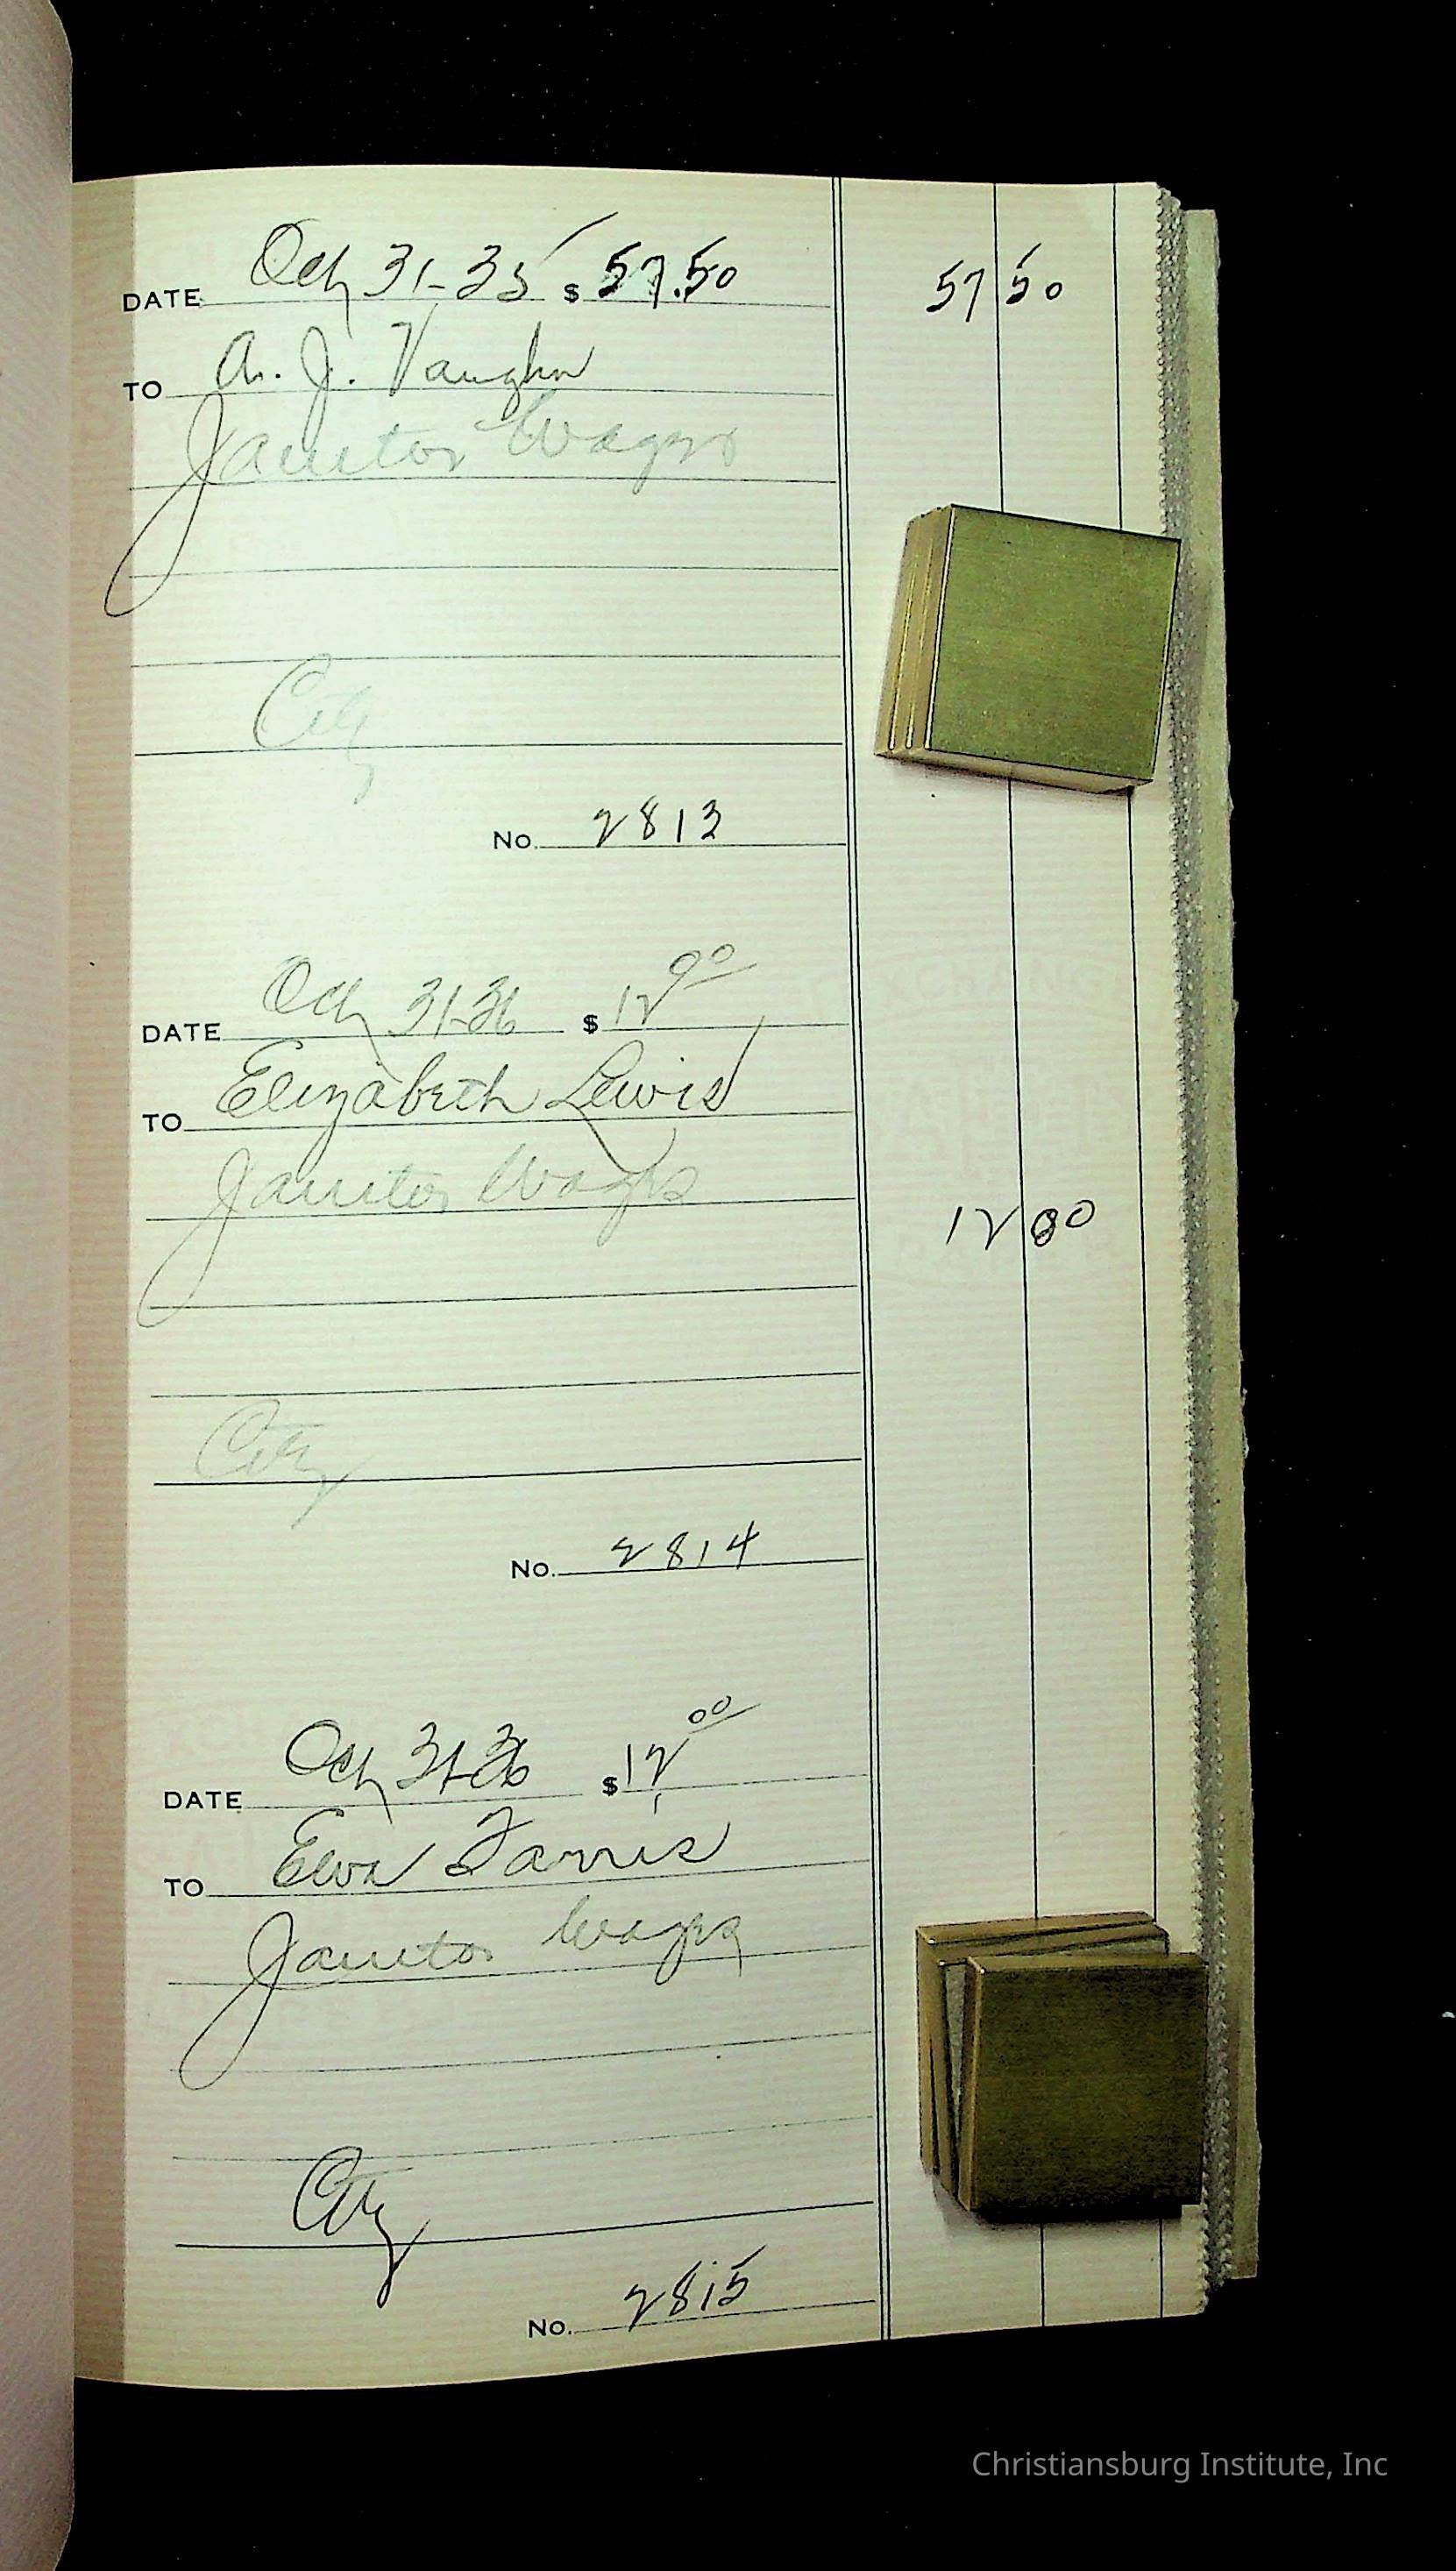 DATE Oct 31-35 $ 57.50 57 50
TO A. J. Vaughn
Janitor Wages
City
No. 2813
DATE Oct 31-36 $ 12 00
TO Elizabeth Lewis
Janitor Wages
12 00
City
No. 2814
DATE Oct 31-36 $ 12 00
TO Elva Farris
Janitor Wages
City
No. 2815
Christiansburg Institute, Inc